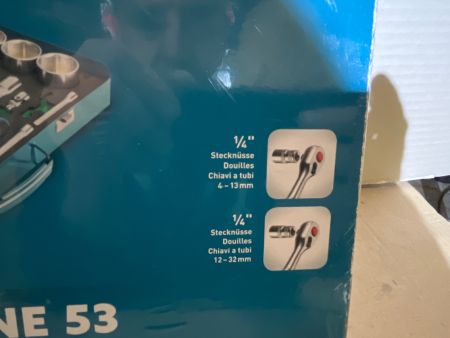 ¼"
Stecknüsse
Douilles
Chiavi a tubi
4 – 13 mm
¼"
Stecknüsse
Douilles
Chiavi a tubi
12 – 32 mm
NE 53